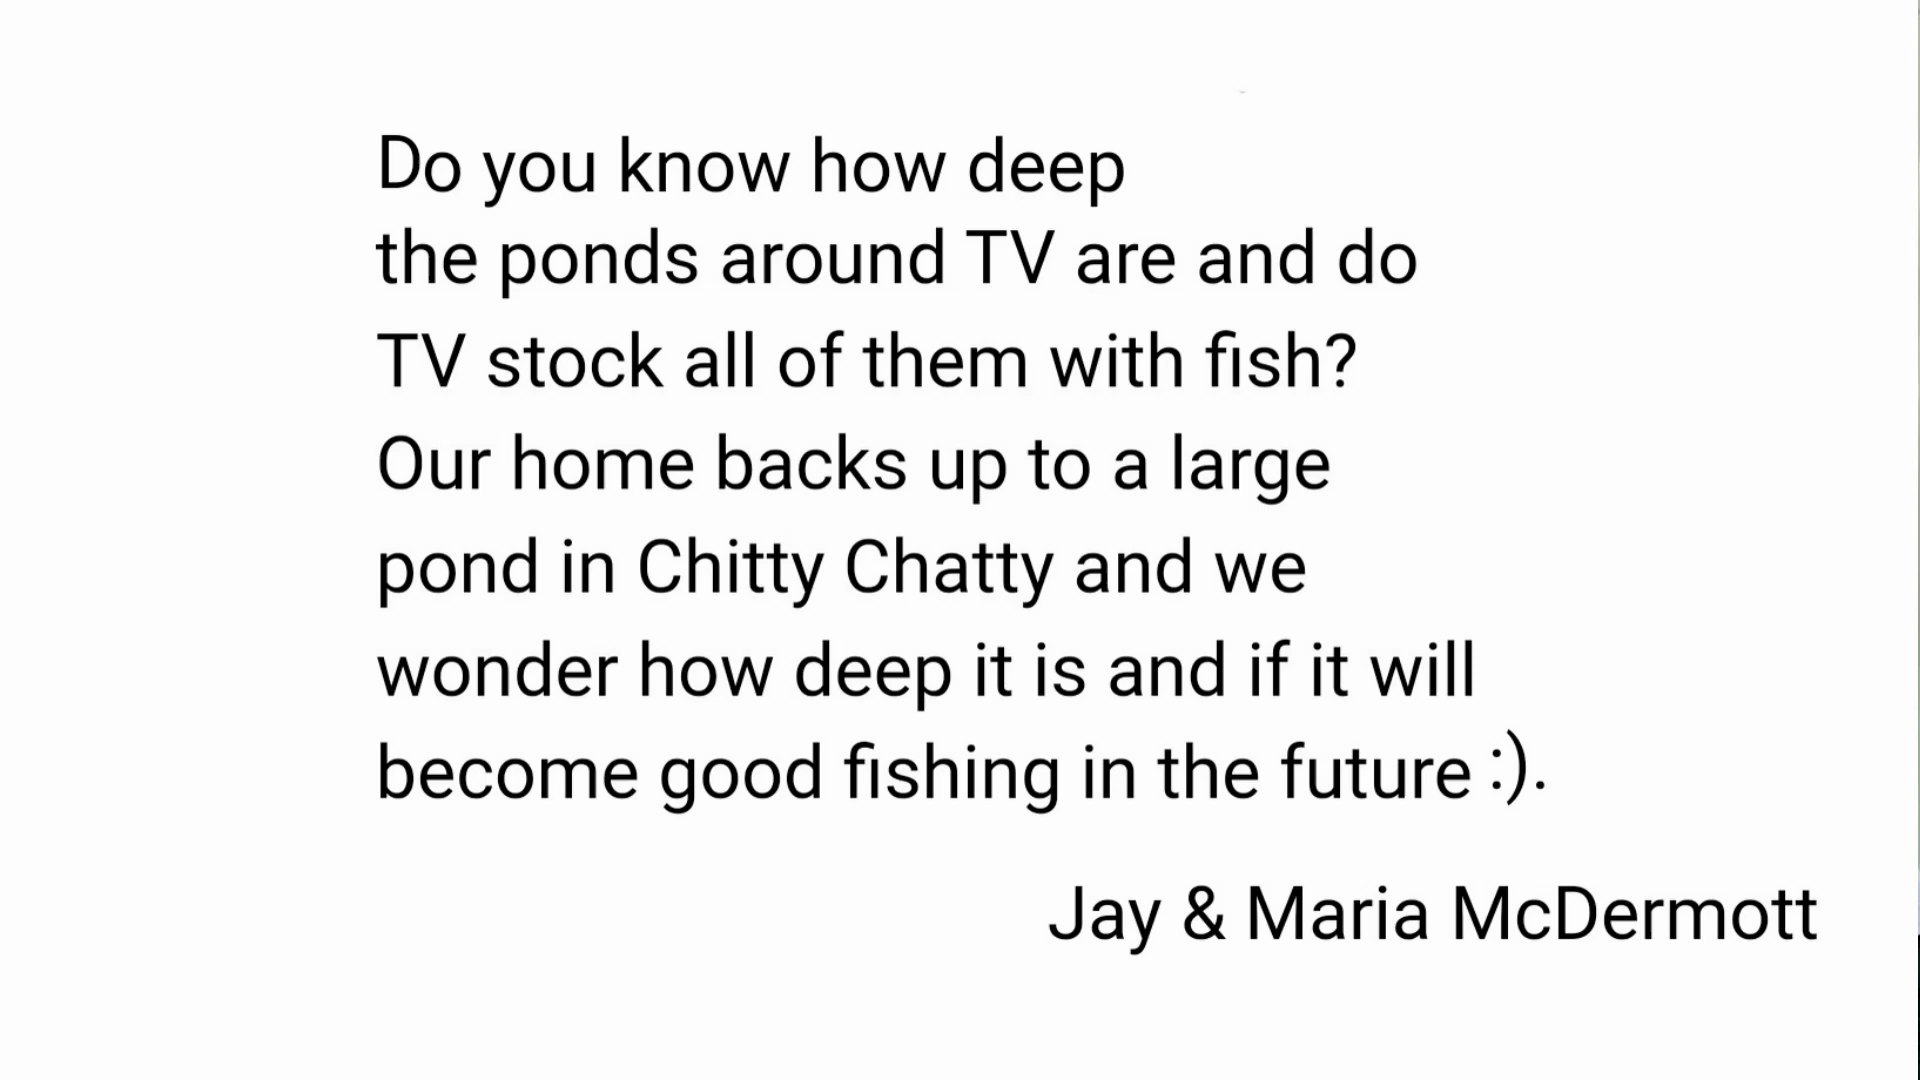 Do you know how deep
the ponds around TV are and do
TV stock all of them with fish?
Our home backs up to a large
pond in Chitty Chatty and we
wonder how deep it is and if it will
become good fishing in the future :).
Jay & Maria McDermott